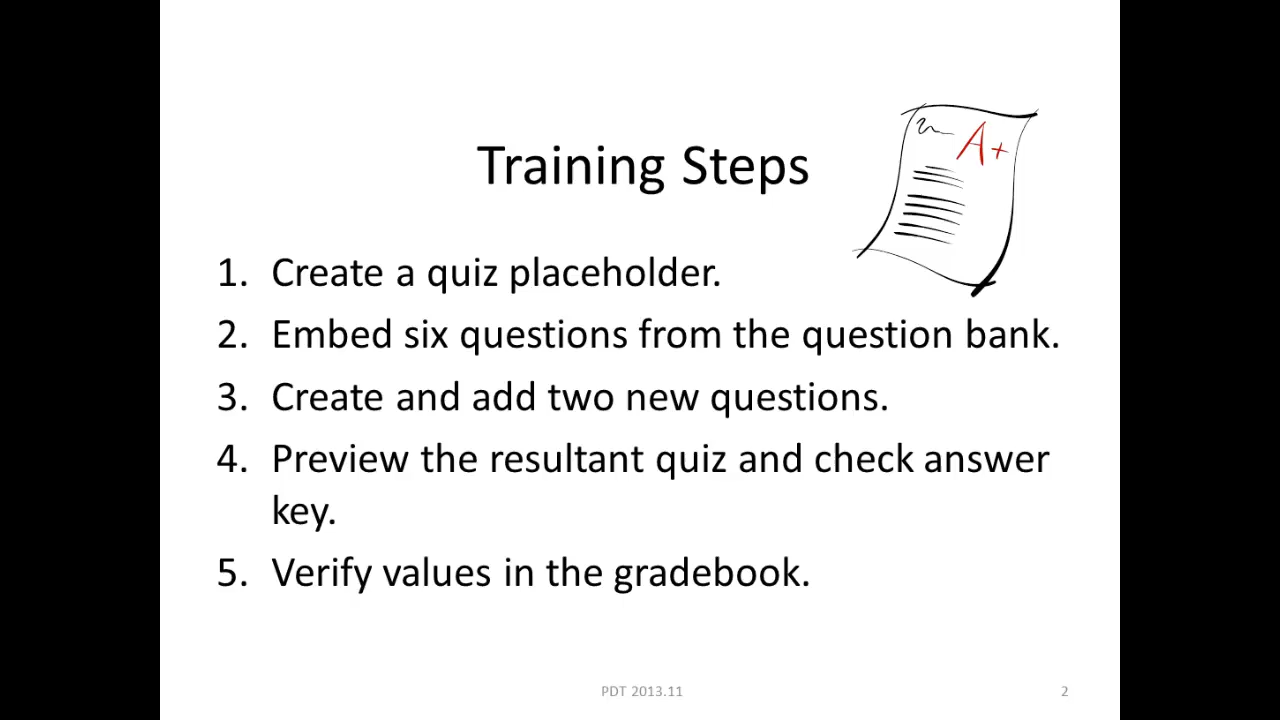 Training Steps
A+
1. Create a quiz placeholder.
2. Embed six questions from the question bank.
3. Create and add two new questions.
4. Preview the resultant quiz and check answer
key.
5. Verify values in the gradebook.
PDT 2013.11
2